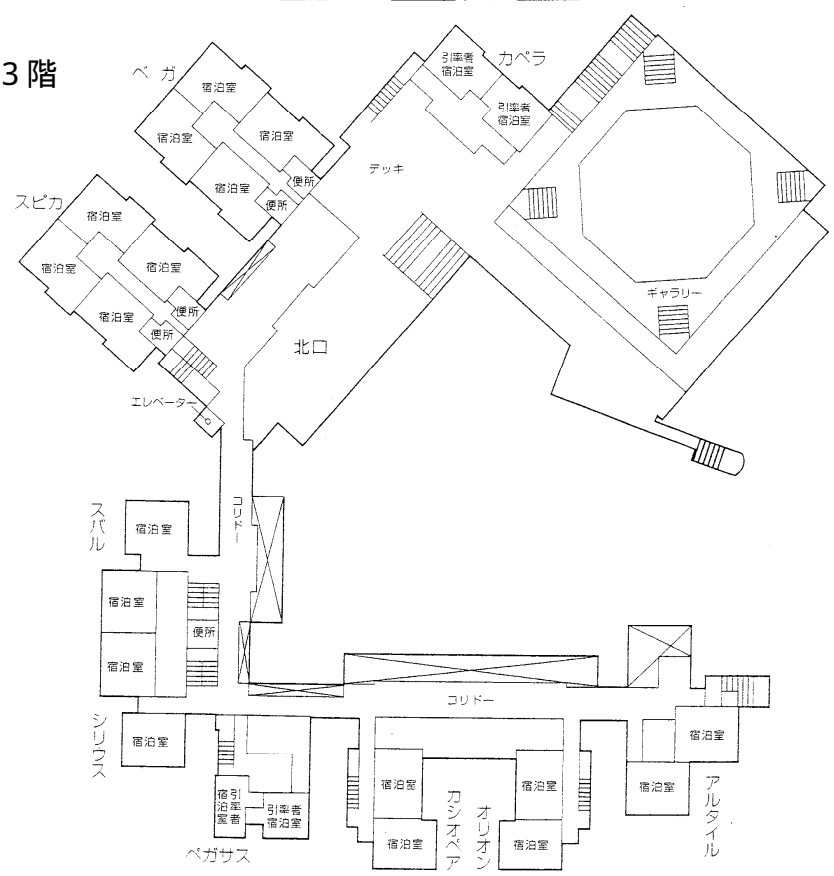 3階
ベガ
宿泊室
宿泊室
宿泊室
宿泊室
便所
便所
カペラ
引率者
宿泊室
引率者
宿泊室
デッキ
スピカ
宿泊室
宿泊室
宿泊室
宿泊室
便所
便所
エレベーター
北口
ギャラリー
コリドー
スバル
宿泊室
宿泊室
便所
宿泊室
シリウス
宿泊室
引率者
宿泊室
引率者
宿泊室
ペガサス
コリドー
宿泊室
宿泊室
カシオペア
オリオン
宿泊室
宿泊室
宿泊室
宿泊室
アルタイル